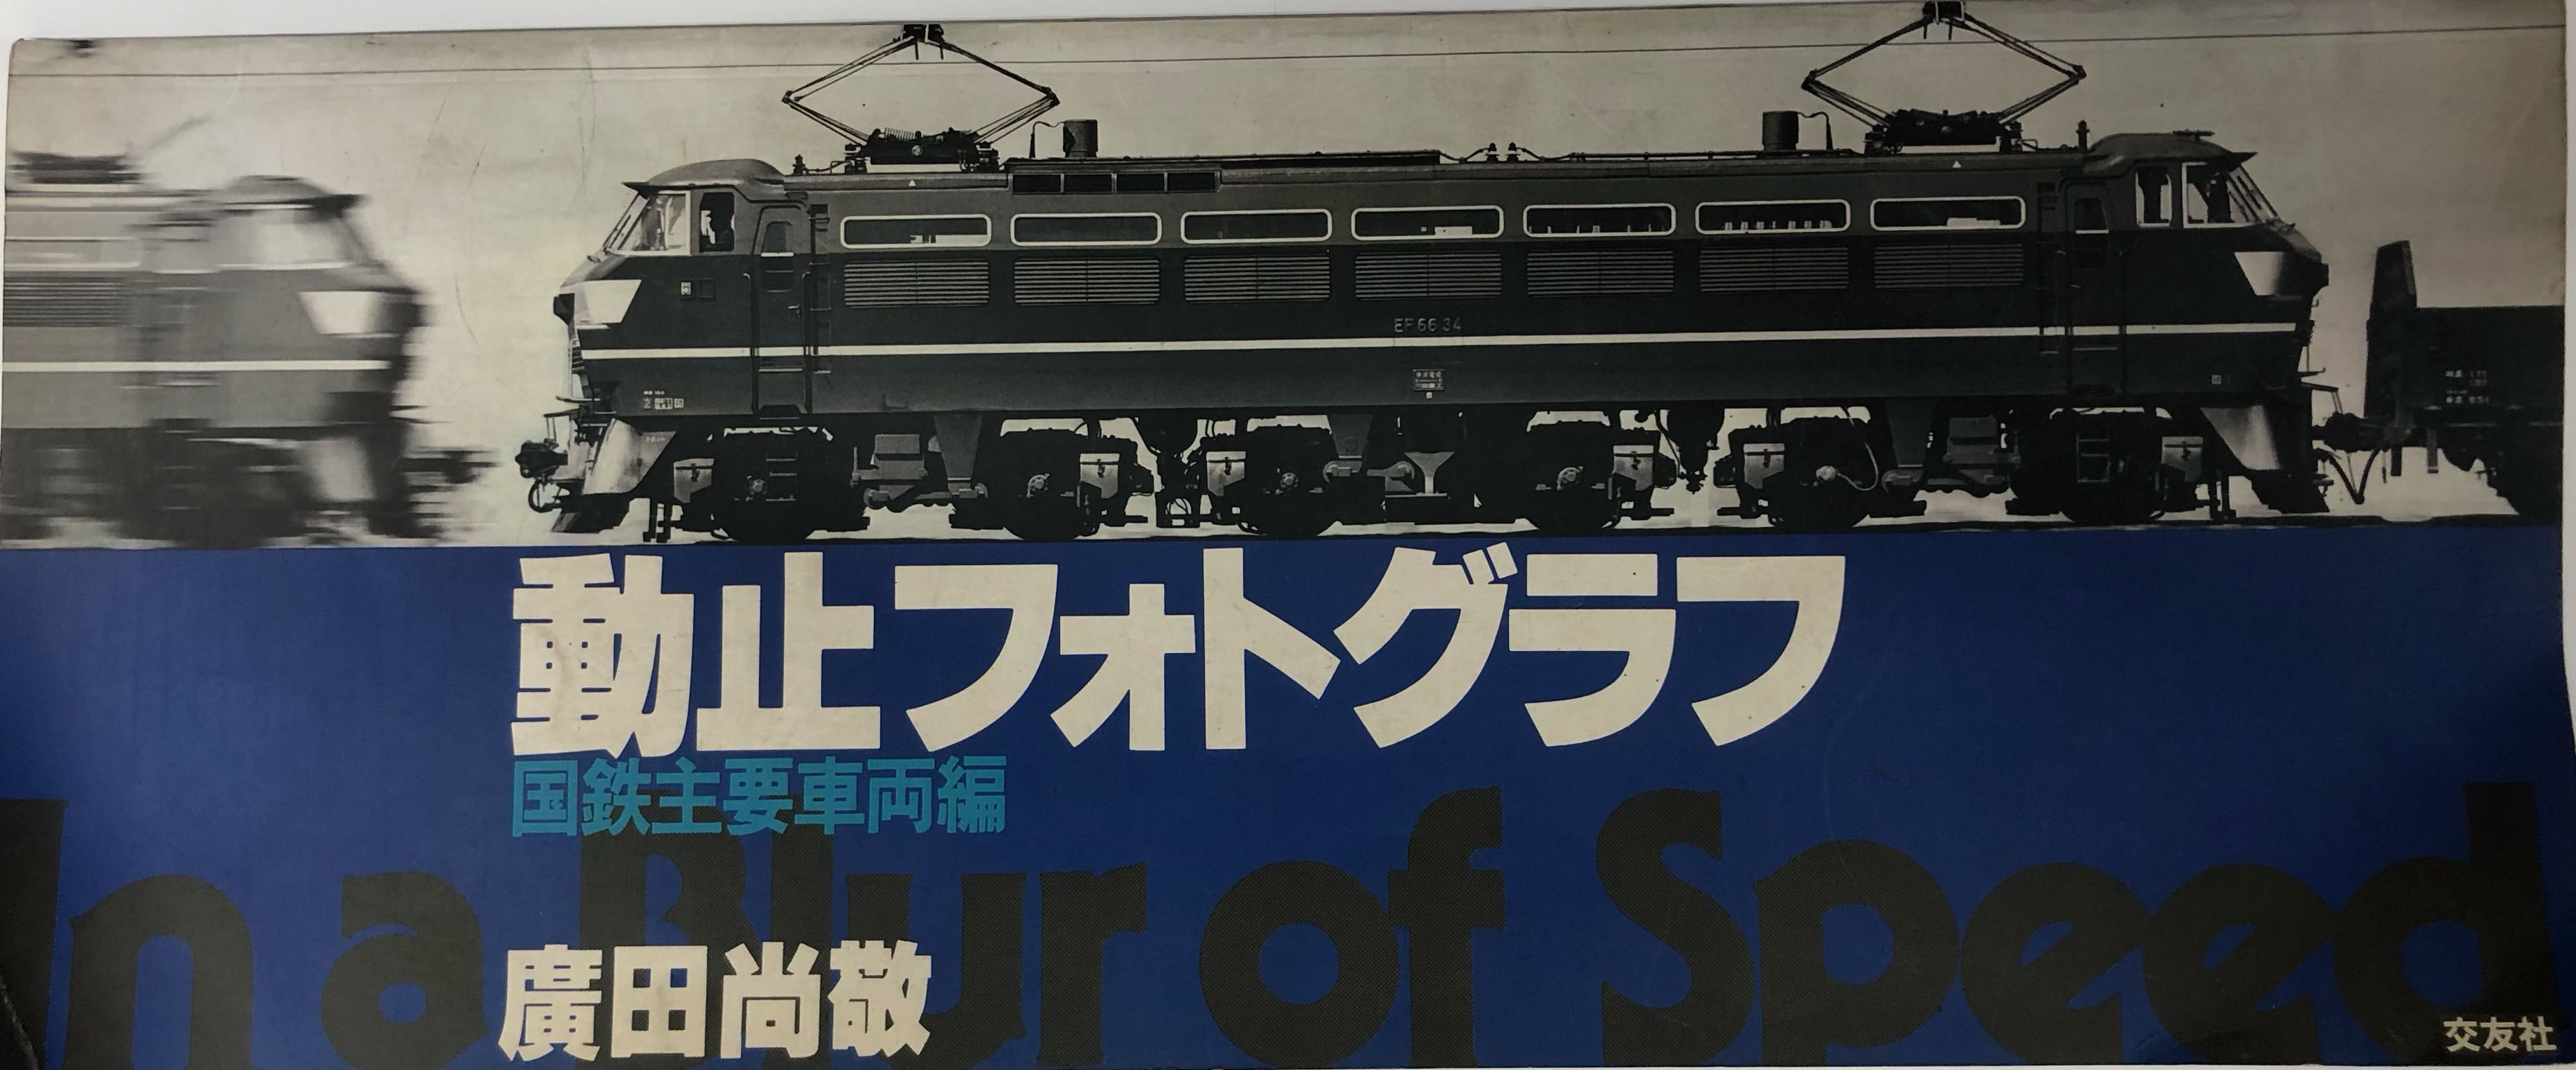 EF66 34
動止フォトグラフ
国鉄主要車両編
In a Blur of Speed
廣田尚敬
交友社